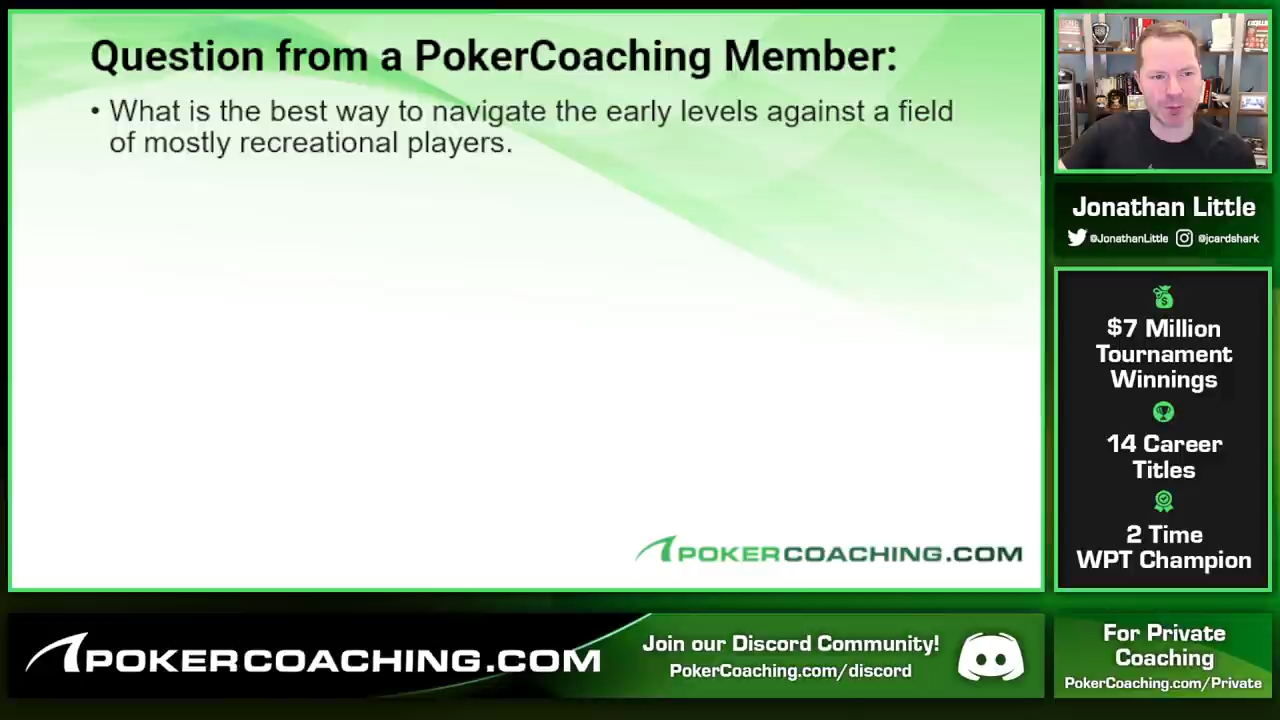 Question from a PokerCoaching Member:
• What is the best way to navigate the early levels against a field
of mostly recreational players.
POKERCOACHING.COM
Jonathan Little
@JonathanLittle @jcardshark
$7 Million
Tournament
Winnings
14 Career
Titles
2 Time
WPT Champion
POKERCOACHING.COM
Join our Discord Community!
PokerCoaching.com/discord
For Private
Coaching
PokerCoaching.com/Private